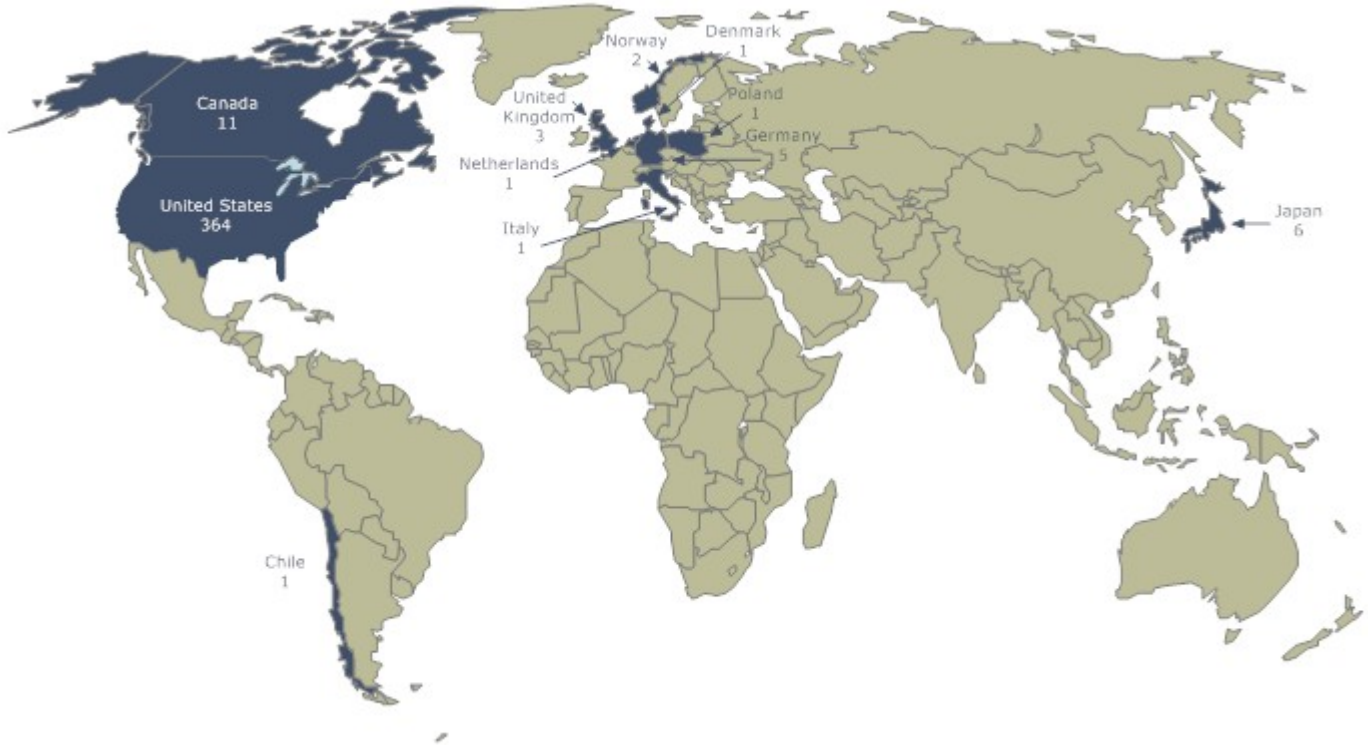 Denmark
1
Norway
2
Canada
11
United
Kingdom
3
Poland
1
Germany
5
Netherlands
1
United States
364
Japan
6
Italy
1
Chile
1